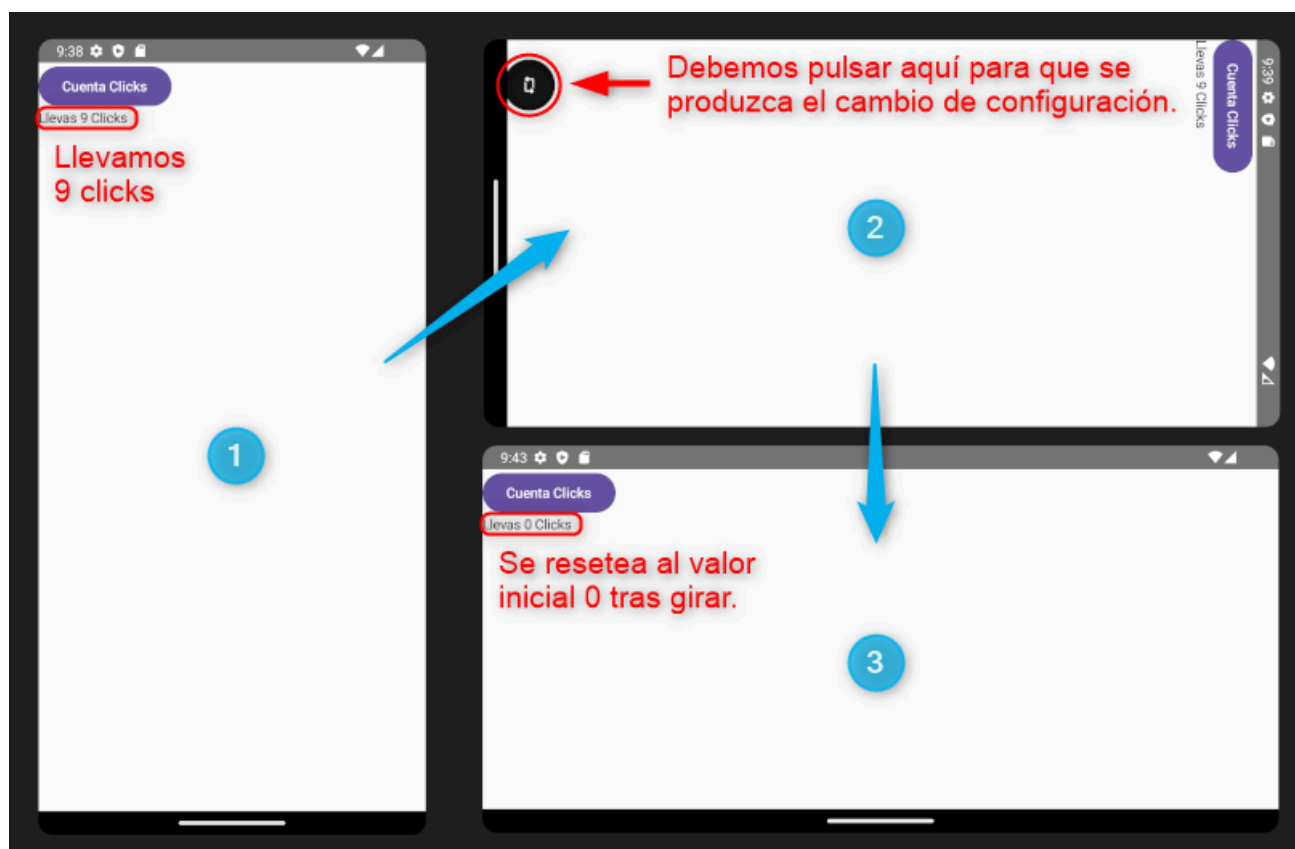 9:38
Cuenta Clicks
Llevas 9 Clicks
Llevamos
9 clicks
1
Debemos pulsar aquí para que se
produzca el cambio de configuración.
9:39
Cuenta Clicks
Llevas 9 Clicks
2
9:43
Cuenta Clicks
Llevas 0 Clicks
Se resetea al valor
inicial 0 tras girar.
3